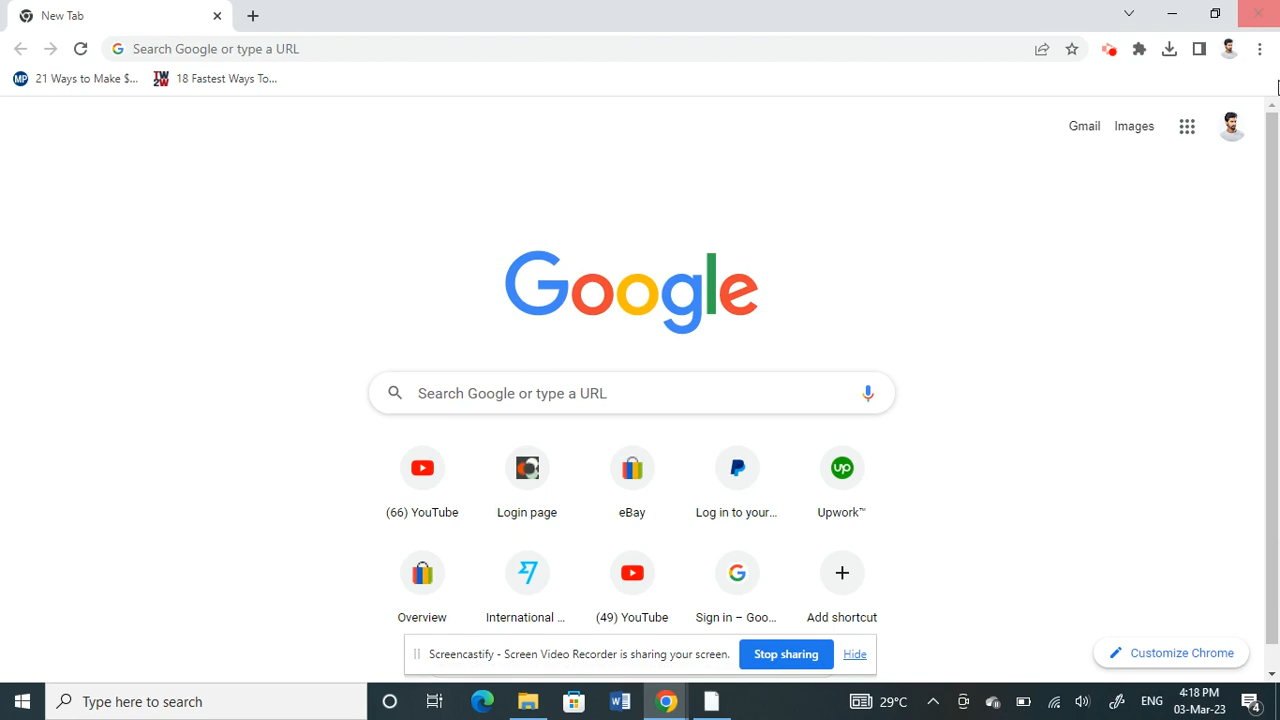 New Tab
Search Google or type a URL
21 Ways to Make $...
18 Fastest Ways To...
Gmail
Images
Google
Search Google or type a URL
(66) YouTube
Login page
eBay
Log in to your...
Upwork™
Overview
International ...
(49) YouTube
Sign in – Goo...
Add shortcut
Screencastify - Screen Video Recorder is sharing your screen.
Stop sharing
Hide
Customize Chrome
Type here to search
29°C
ENG
4:18 PM
03-Mar-23
4